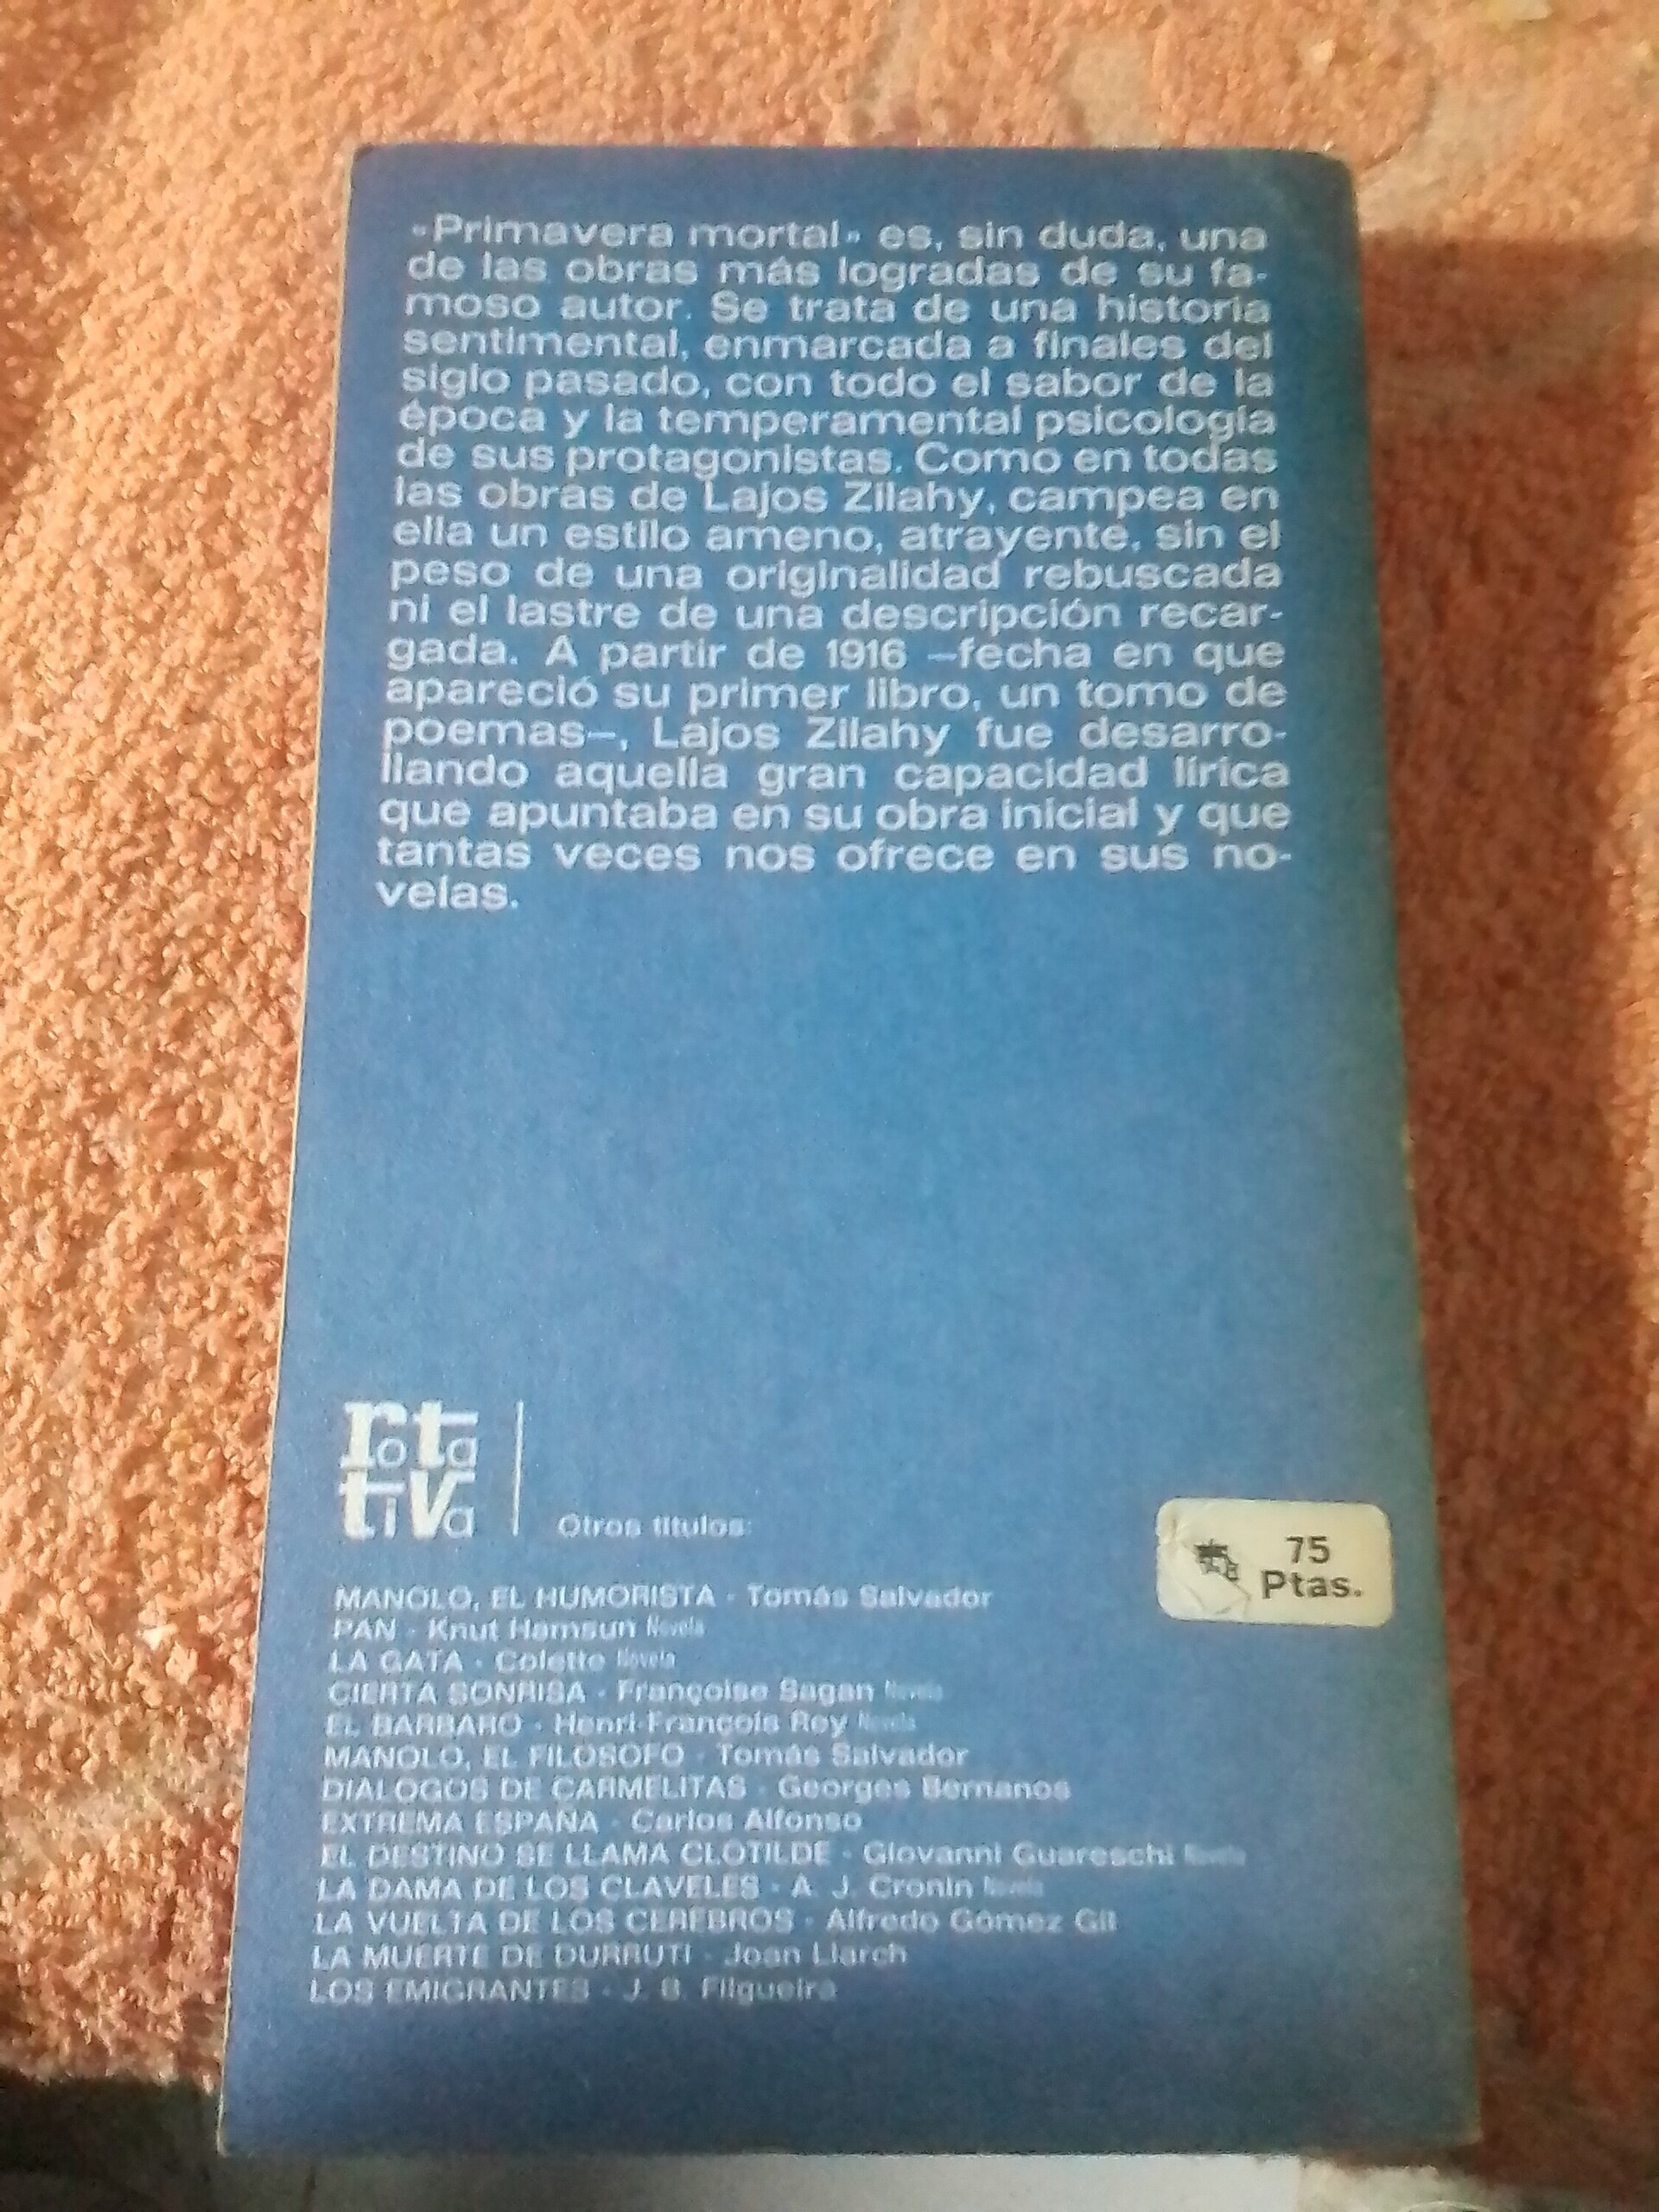 «Primavera mortal» es, sin duda, una
de las obras más logradas de su fa-
moso autor. Se trata de una historia
sentimental, enmarcada a finales del
siglo pasado, con todo el sabor de la
época y la temperamental psicología
de sus protagonistas. Como en todas
las obras de Lajos Zilahy, campea en
ella un estilo ameno, atrayente, sin el
peso de una originalidad rebuscada
ni el lastre de una descripción recar-
gada. A partir de 1916 —fecha en que
apareció su primer libro, un tomo de
poemas—, Lajos Zilahy fue desarro-
llando aquella gran capacidad lírica
que apuntaba en su obra inicial y que
tantas veces nos ofrece en sus no-
velas.
rota
tiva
Otros títulos:
75
Ptas.
MANOLO, EL HUMORISTA - Tomás Salvador
PAN - Knut Hamsun Novela
LA GATA - Colette Novela
CIERTA SONRISA - Françoise Sagan Novela
EL BARBARO - Henri-François Rey Novela
MANOLO, EL FILOSOFO - Tomás Salvador
DIALOGOS DE CARMELITAS - Georges Bernanos
EXTREMA ESPAÑA - Carlos Alfonso
EL DESTINO SE LLAMA CLOTILDE - Giovanni Guareschi Novela
LA DAMA DE LOS CLAVELES - A. J. Cronin Novela
LA VUELTA DE LOS CEREBROS - Alfredo Gómez Gil
LA MUERTE DE DURRUTI - Joan Llarch
LOS EMIGRANTES - J. B. Filgueira